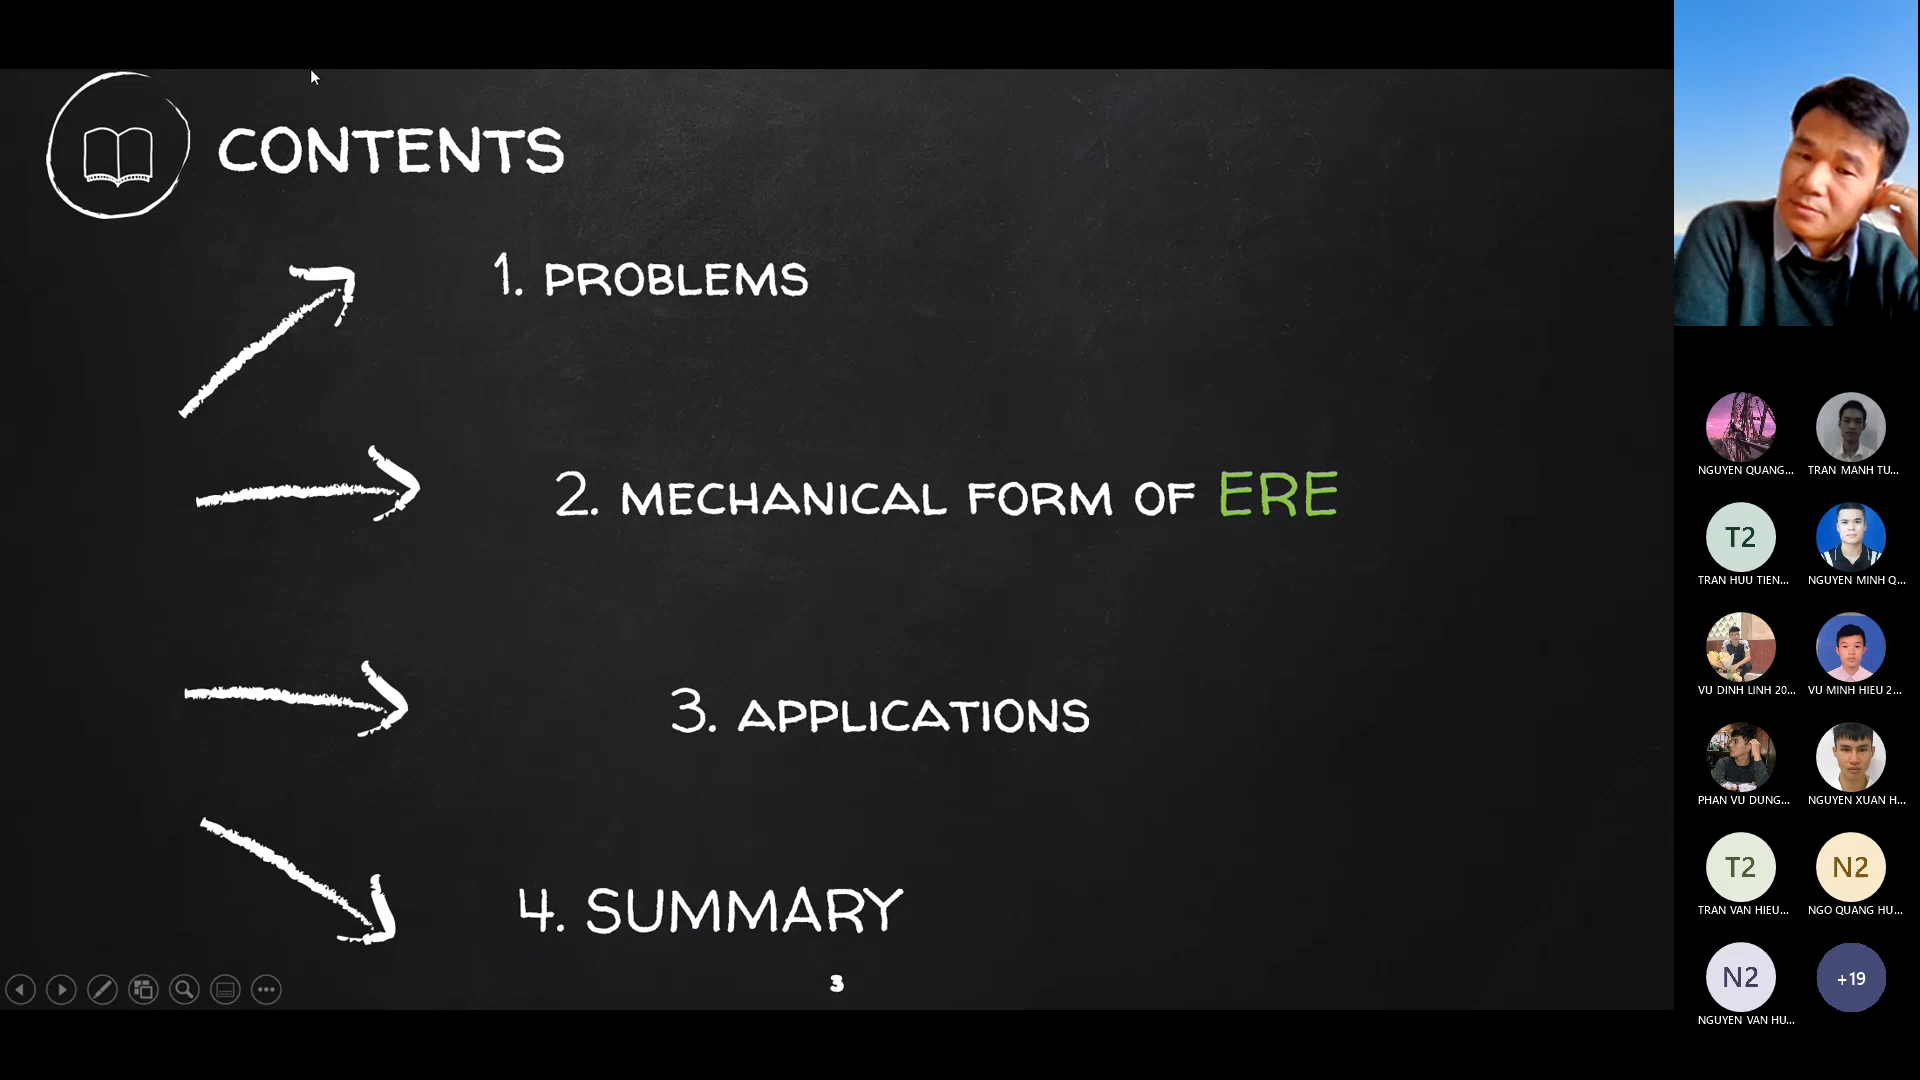 CONTENTS
1. PROBLEMS
2. MECHANICAL FORM OF ERE
3. APPLICATIONS
4. SUMMARY
3
NGUYEN QUANG...
TRAN MANH TU...
T2
TRAN HUU TIEN...
NGUYEN MINH Q...
VU DINH LINH 20...
VU MINH HIEU 2...
PHAN VU DUNG...
NGUYEN XUAN H...
T2
TRAN VAN HIEU...
N2
NGO QUANG HU...
N2
NGUYEN VAN HU...
+19